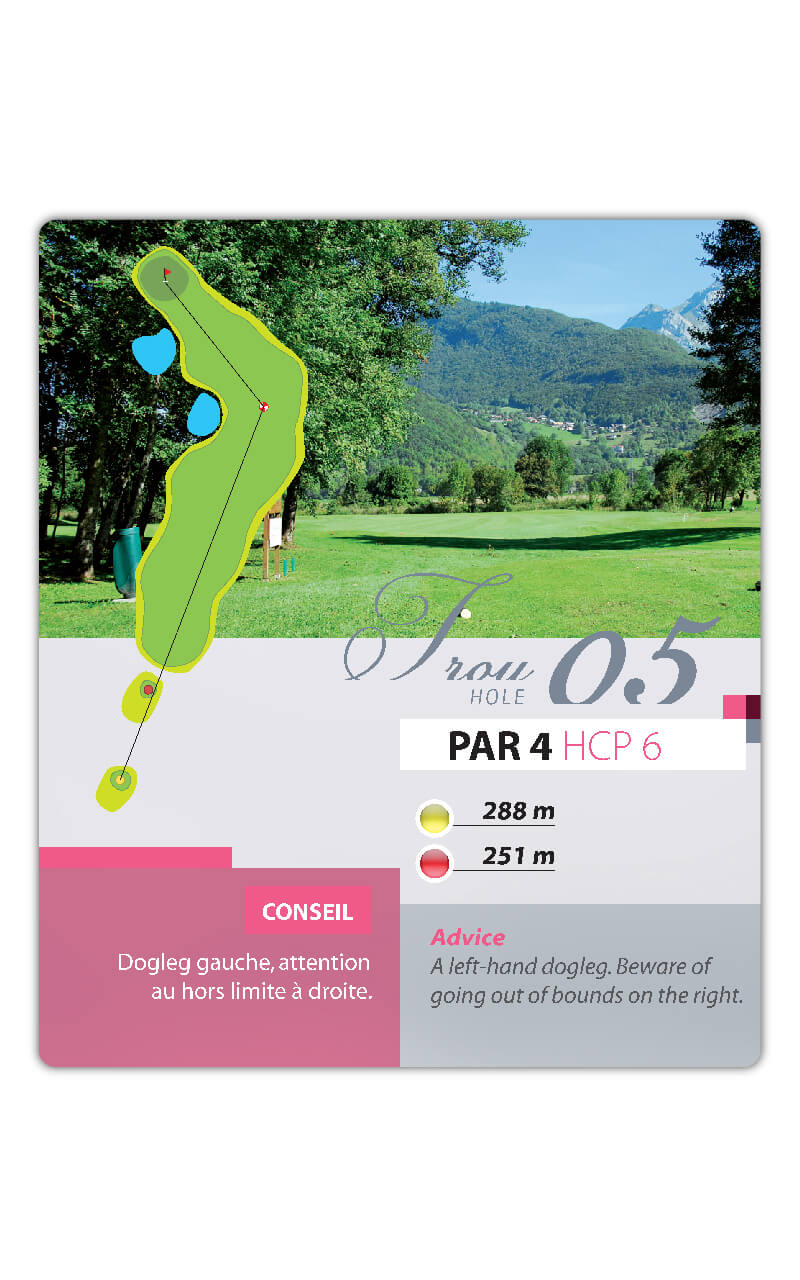 Trou 05
HOLE
PAR 4 HCP 6
288 m
251 m
CONSEIL
Dogleg gauche, attention
au hors limite à droite.
Advice
A left-hand dogleg. Beware of
going out of bounds on the right.